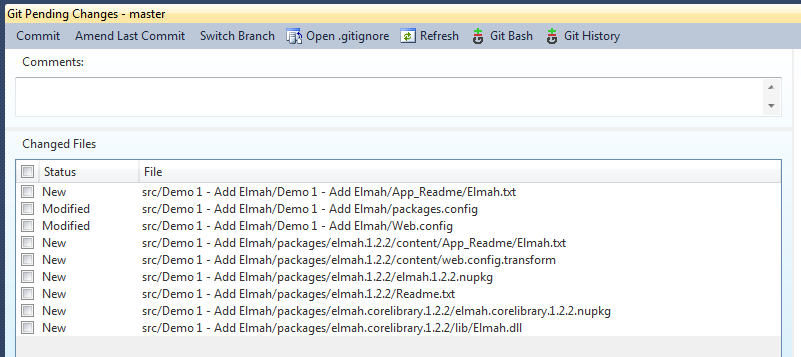 Git Pending Changes - master
Commit Amend Last Commit Switch Branch Open .gitignore Refresh Git Bash Git History
Comments:
Changed Files
Status File
New src/Demo 1 - Add Elmah/Demo 1 - Add Elmah/App_Readme/Elmah.txt
Modified src/Demo 1 - Add Elmah/Demo 1 - Add Elmah/packages.config
Modified src/Demo 1 - Add Elmah/Demo 1 - Add Elmah/Web.config
New src/Demo 1 - Add Elmah/packages/elmah.1.2.2/content/App_Readme/Elmah.txt
New src/Demo 1 - Add Elmah/packages/elmah.1.2.2/content/web.config.transform
New src/Demo 1 - Add Elmah/packages/elmah.1.2.2/elmah.1.2.2.nupkg
New src/Demo 1 - Add Elmah/packages/elmah.1.2.2/Readme.txt
New src/Demo 1 - Add Elmah/packages/elmah.corelibrary.1.2.2/elmah.corelibrary.1.2.2.nupkg
New src/Demo 1 - Add Elmah/packages/elmah.corelibrary.1.2.2/lib/Elmah.dll